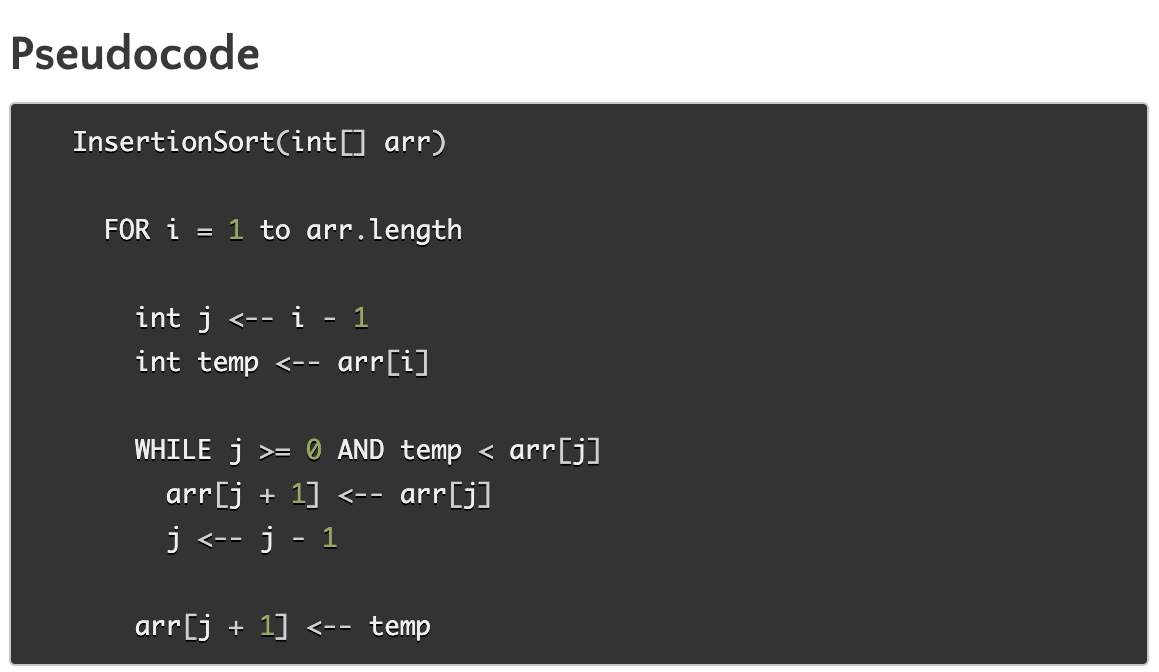 Pseudocode
InsertionSort(int[] arr)
FOR i = 1 to arr.length
int j <-- i - 1
int temp <-- arr[i]
WHILE j >= 0 AND temp < arr[j]
arr[j + 1] <-- arr[j]
j <-- j - 1
arr[j + 1] <-- temp